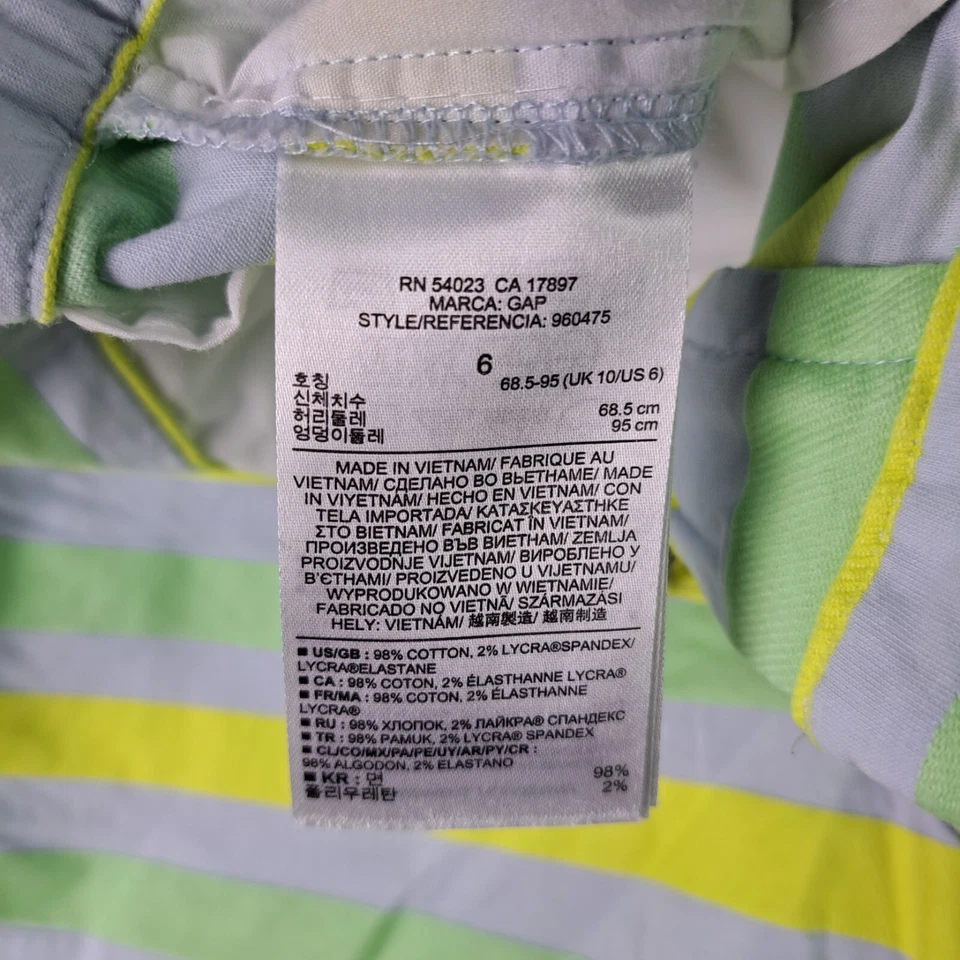 RN 54023 CA 17897
MARCA: GAP
STYLE/REFERENCIA: 960475
6
호칭 68.5-95 (UK 10/US 6)
신체치수
허리둘레 68.5 cm
엉덩이둘레 95 cm
MADE IN VIETNAM/ FABRIQUE AU
VIETNAM/ СДЕЛАНО ВО ВЬЕТНАМЕ/ MADE
IN VIYETNAM/ HECHO EN VIETNAM/ CON
TELA IMPORTADA/ ΚΑΤΑΣΚΕΥΑΣΤΗΚΕ
ΣΤΟ ΒΙΕΤΝΑΜ/ FABRICAT ÎN VIETNAM/
ПРОИЗВЕДЕНО ВЪВ ВИЕТНАМ/ ZEMLJA
PROIZVODNJE VIJETNAM/ ВИРОБЛЕНО У
В'ЄТНАМІ/ PROIZVEDENO U VIJETNAMU/
WYPRODUKOWANO W WIETNAMIE/
FABRICADO NO VIETNÃ/ SZÁRMAZÁSI
HELY: VIETNÁM/ 越南製造/ 越南制造
■ US/GB : 98% COTTON, 2% LYCRA®SPANDEX/
LYCRA®ELASTANE
■ CA : 98% COTON, 2% ÉLASTHANNE LYCRA®
■ FR/MA : 98% COTON, 2% ÉLASTHANNE
LYCRA®
■ RU : 98% ХЛОПОК, 2% ЛАЙКРА® СПАНДЕКС
■ TR : 98% PAMUK, 2% LYCRA® SPANDEX
■ CL/CO/MX/PA/PE/UY/AR/PY/CR :
98% ALGODON, 2% ELASTANO
■ KR : 면 98%
폴리우레탄 2%